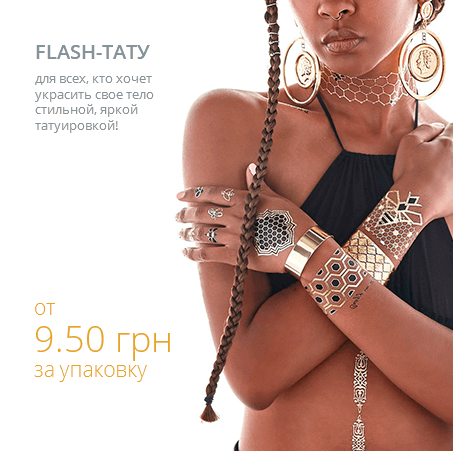 FLASH-ТАТУ
для всех, кто хочет
украсить свое тело
стильной, яркой
татуировкой!
от
9.50 грн
за упаковку